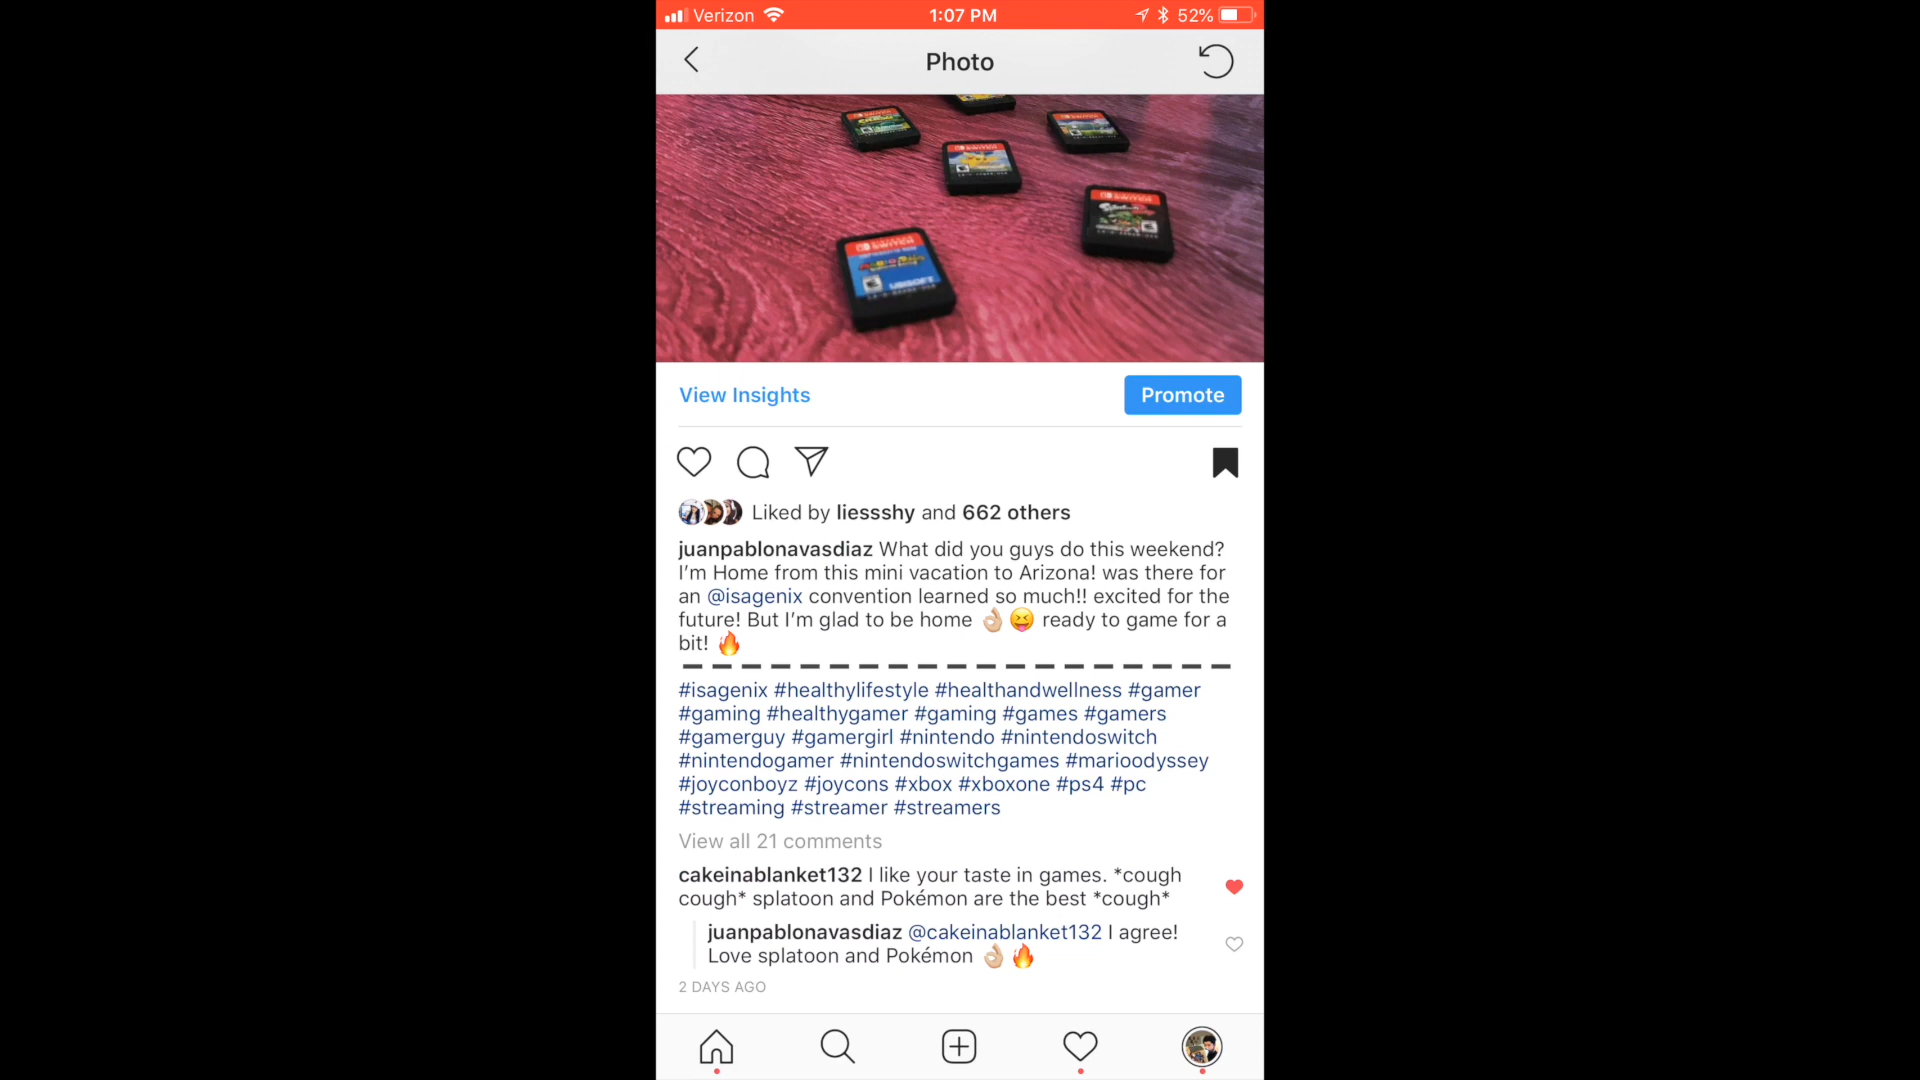 Verizon 1:07 PM 52%
Photo
SWITCH
UBISOFT
View Insights Promote
Liked by liessshy and 662 others
juanpablonavasdiaz What did you guys do this weekend?
I'm Home from this mini vacation to Arizona! was there for
an @isagenix convention learned so much!! excited for the
future! But I'm glad to be home 👌🏼😝 ready to game for a
bit! 🔥
#isagenix #healthylifestyle #healthandwellness #gamer
#gaming #healthygamer #gaming #games #gamers
#gamerguy #gamergirl #nintendo #nintendoswitch
#nintendogamer #nintendoswitchgames #marioodyssey
#joyconboyz #joycons #xbox #xboxone #ps4 #pc
#streaming #streamer #streamers
View all 21 comments
cakeinablanket132 I like your taste in games. *cough
cough* splatoon and Pokémon are the best *cough*
juanpablonavasdiaz @cakeinablanket132 I agree!
Love splatoon and Pokémon 👌🏼🔥
2 DAYS AGO